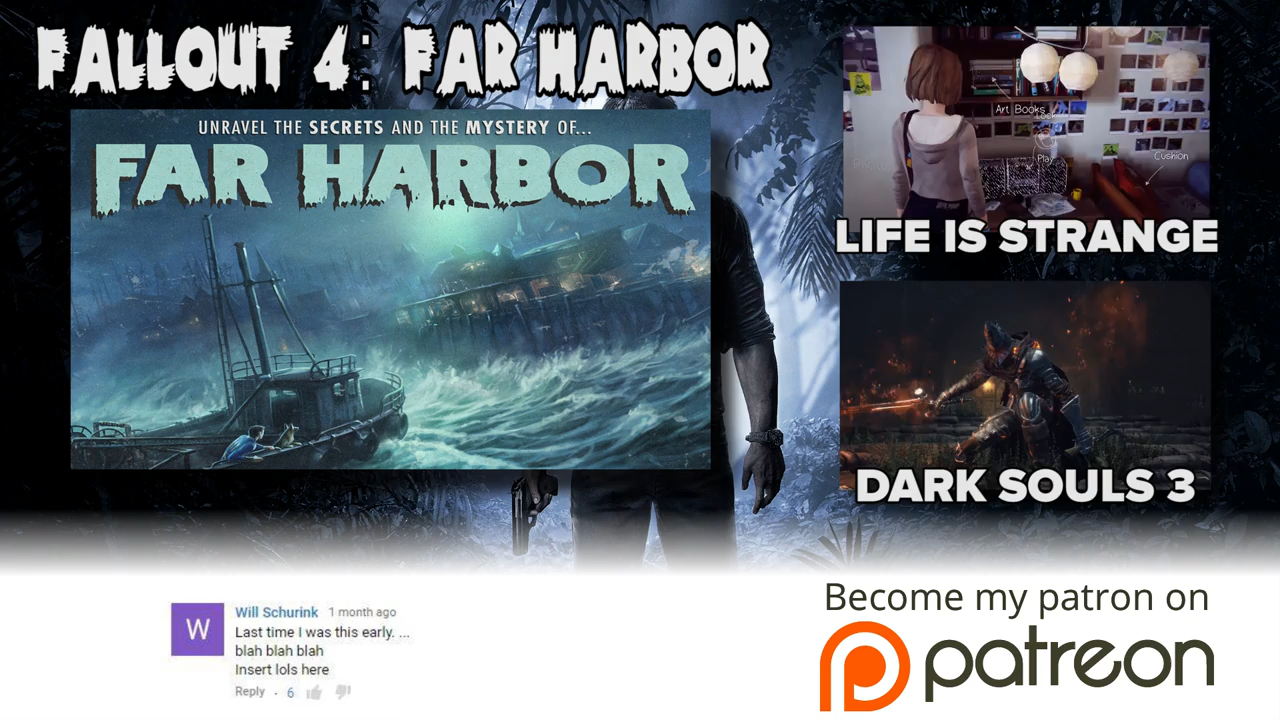 FALLOUT 4: FAR HARBOR
UNRAVEL THE SECRETS AND THE MYSTERY OF...
FAR HARBOR
Art Books
Lock
Play
Cushion
LIFE IS STRANGE
DARK SOULS 3
Will Schurink 1 month ago
Last time I was this early. ...
blah blah blah
Insert lols here
Reply · 6
Become my patron on
patreon